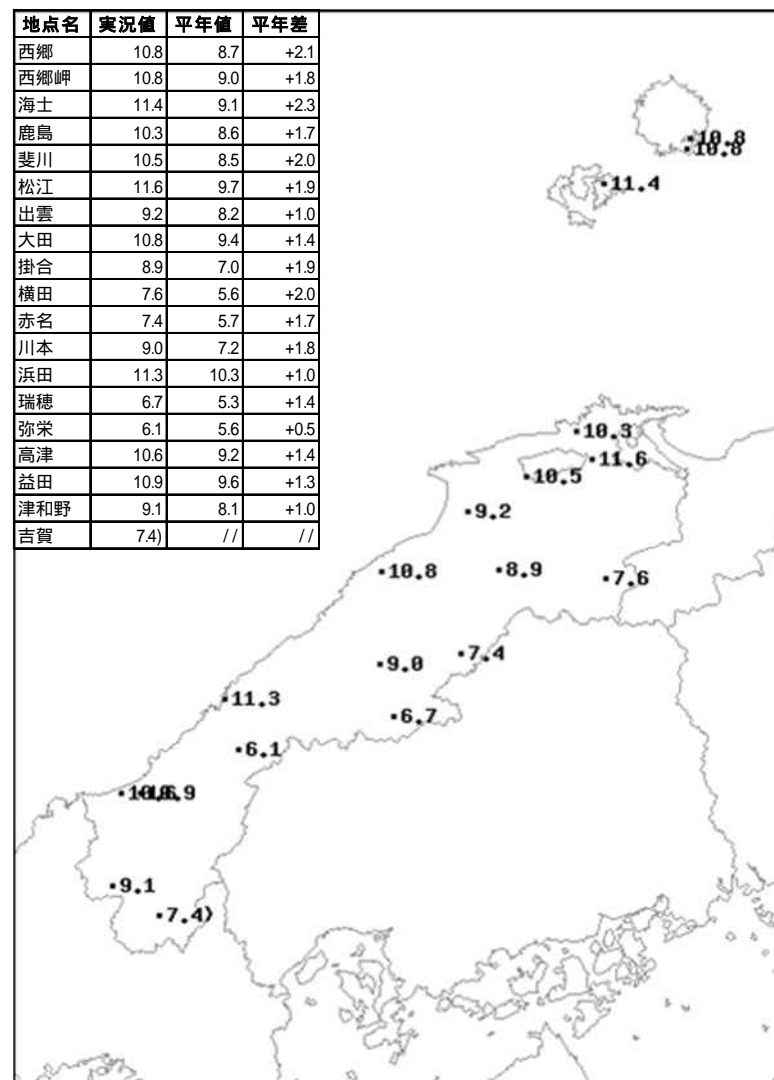 地点名 実況値 平年値 平年差
西郷 10.8 8.7 +2.1
西郷岬 10.8 9.0 +1.8
海士 11.4 9.1 +2.3
鹿島 10.3 8.6 +1.7
斐川 10.5 8.5 +2.0
松江 11.6 9.7 +1.9
出雲 9.2 8.2 +1.0
大田 10.8 9.4 +1.4
掛合 8.9 7.0 +1.9
横田 7.6 5.6 +2.0
赤名 7.4 5.7 +1.7
川本 9.0 7.2 +1.8
浜田 11.3 10.3 +1.0
瑞穂 6.7 5.3 +1.4
弥栄 6.1 5.6 +0.5
高津 10.6 9.2 +1.4
益田 10.9 9.6 +1.3
津和野 9.1 8.1 +1.0
吉賀 7.4) // //
10.8
10.8
11.4
10.3
11.6
10.5
9.2
10.8
8.9
7.6
7.4
9.0
11.3
6.7
6.1
9.1
7.4)